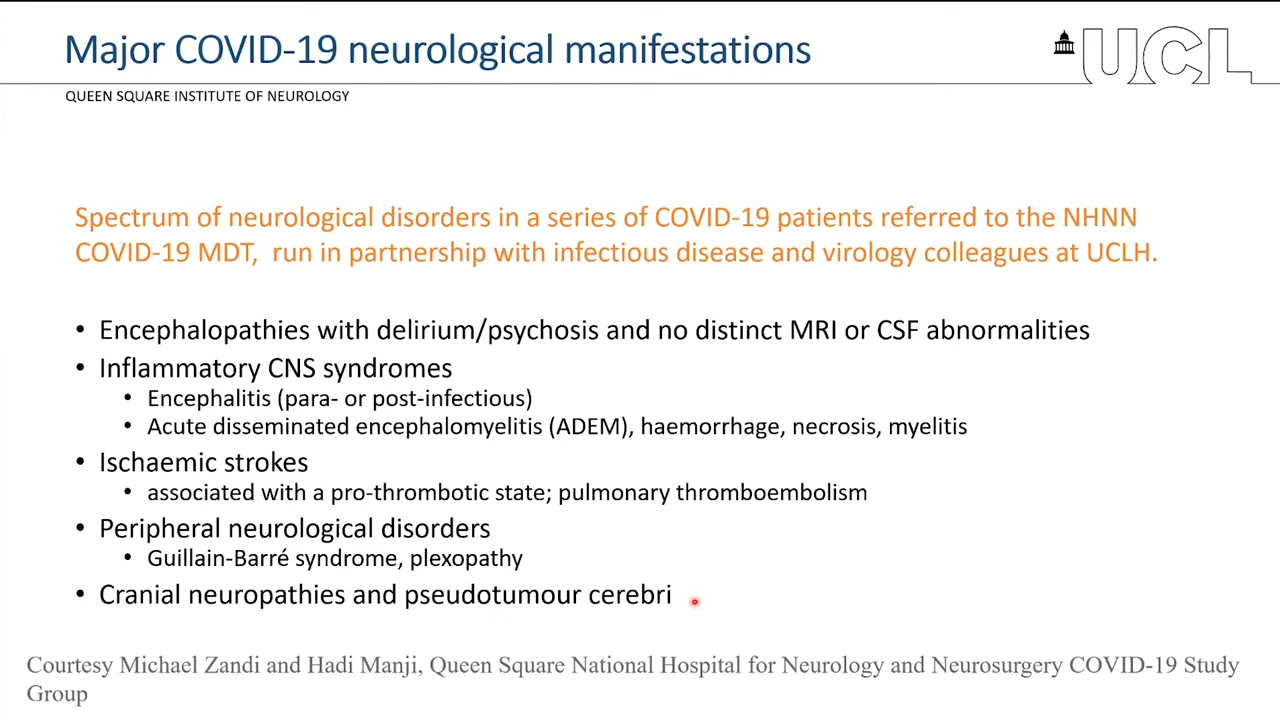 Major COVID-19 neurological manifestations
UCL
QUEEN SQUARE INSTITUTE OF NEUROLOGY
Spectrum of neurological disorders in a series of COVID-19 patients referred to the NHNN
COVID-19 MDT, run in partnership with infectious disease and virology colleagues at UCLH.
• Encephalopathies with delirium/psychosis and no distinct MRI or CSF abnormalities
• Inflammatory CNS syndromes
• Encephalitis (para- or post-infectious)
• Acute disseminated encephalomyelitis (ADEM), haemorrhage, necrosis, myelitis
• Ischaemic strokes
• associated with a pro-thrombotic state; pulmonary thromboembolism
• Peripheral neurological disorders
• Guillain-Barré syndrome, plexopathy
• Cranial neuropathies and pseudotumour cerebri
Courtesy Michael Zandi and Hadi Manji, Queen Square National Hospital for Neurology and Neurosurgery COVID-19 Study
Group